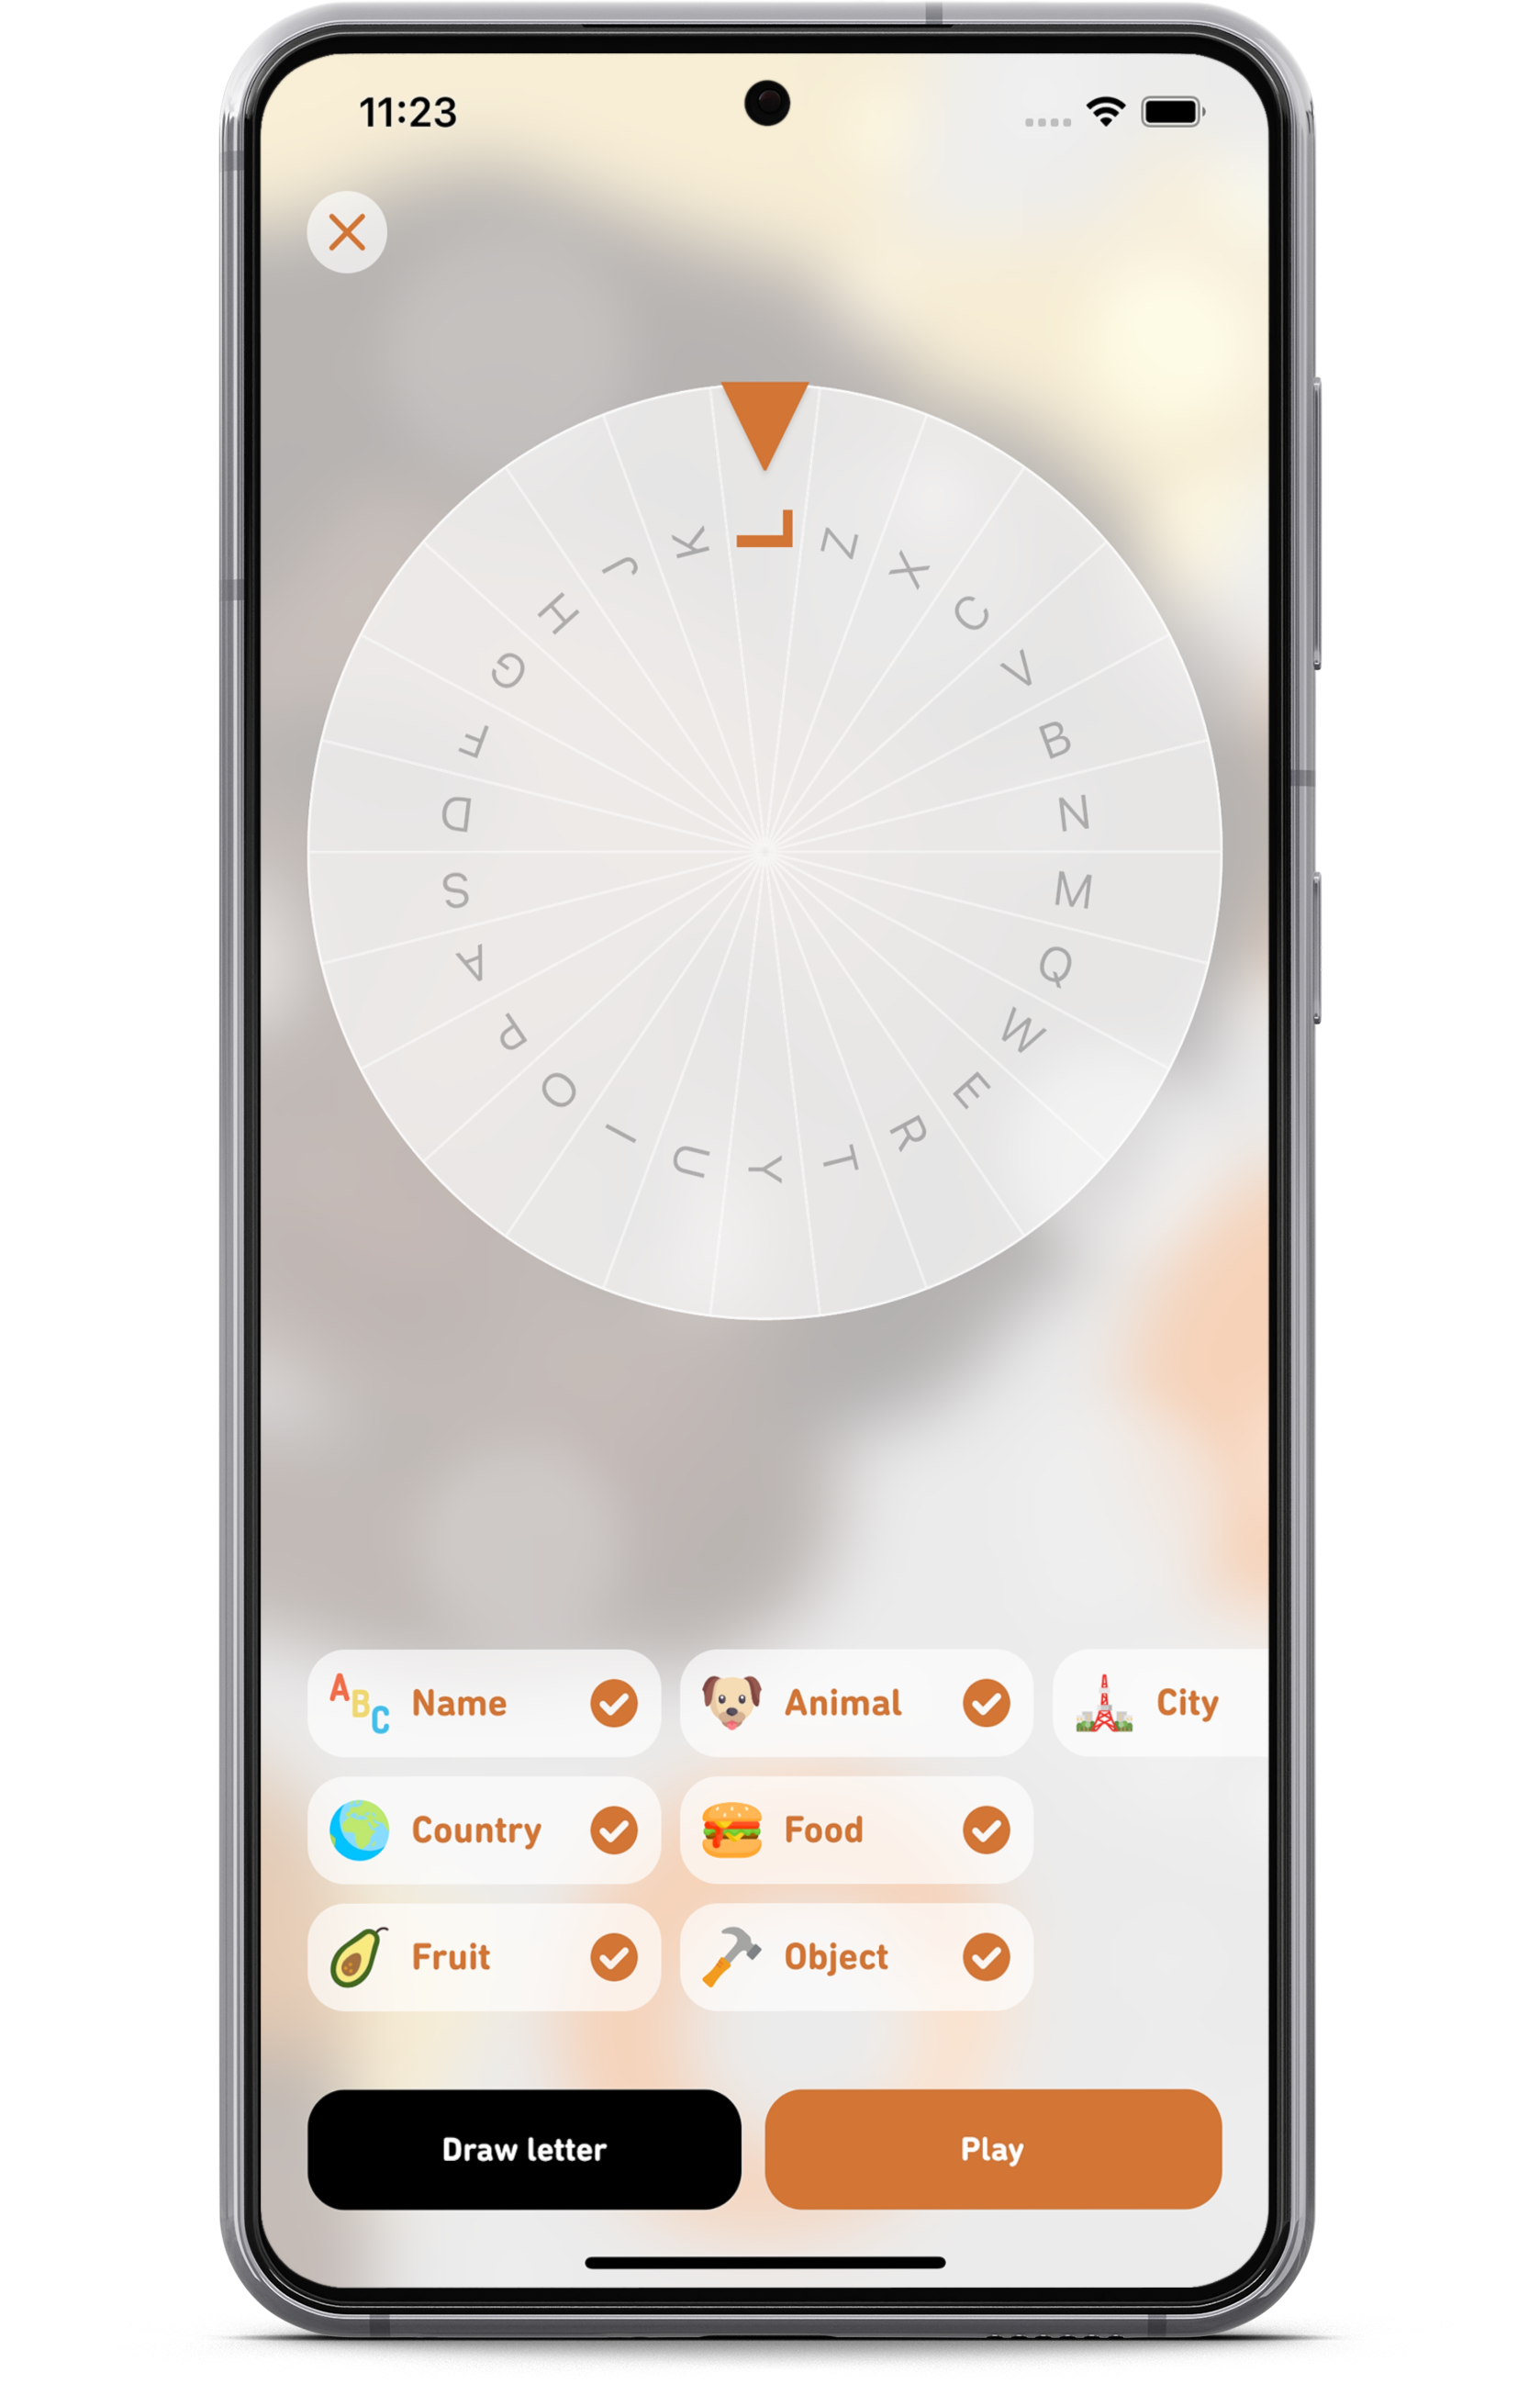 11:23
L
Z
X
C
V
B
N
M
Q
W
E
R
T
Y
U
I
O
P
A
S
D
F
G
H
J
K
ABC Name
Animal
City
Country
Food
Fruit
Object
Draw letter
Play